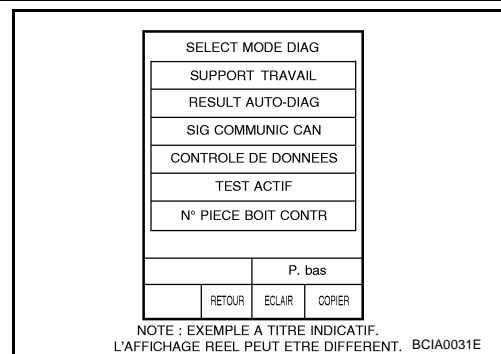 SELECT MODE DIAG
SUPPORT TRAVAIL
RESULT AUTO-DIAG
SIG COMMUNIC CAN
CONTROLE DE DONNEES
TEST ACTIF
N° PIECE BOIT CONTR
P. bas
RETOUR ECLAIR COPIER
NOTE : EXEMPLE A TITRE INDICATIF.
L'AFFICHAGE REEL PEUT ETRE DIFFERENT. BCIA0031E